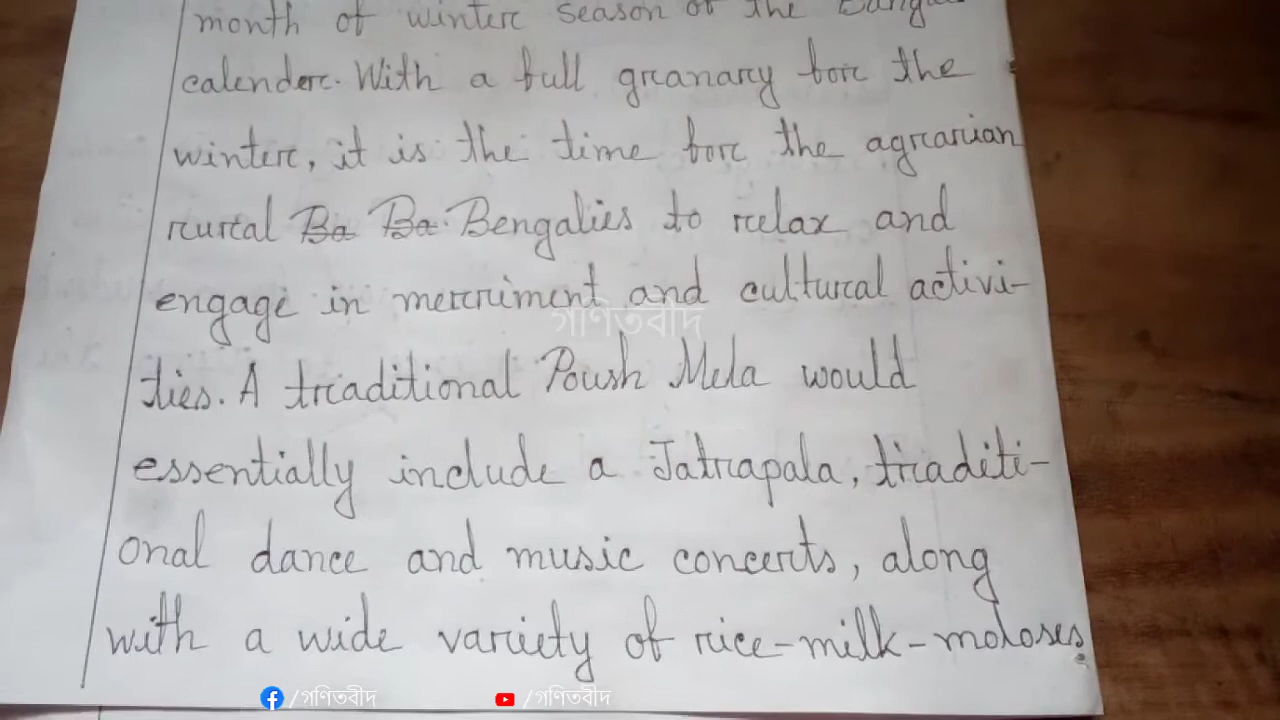 month of winter season of the
calender. With a full granary for the
winter, it is the time for the agrarian
rural Ba Ba Bengalies to relax and
engage in merriment and cultural activi-
গণিতবীদ
ties. A traditional Poush Mela would
essentially include a Jatrapala, traditi-
onal dance and music concerts, along
with a wide variety of rice-milk-moloses.
/গণিতবীদ /গণিতবীদ